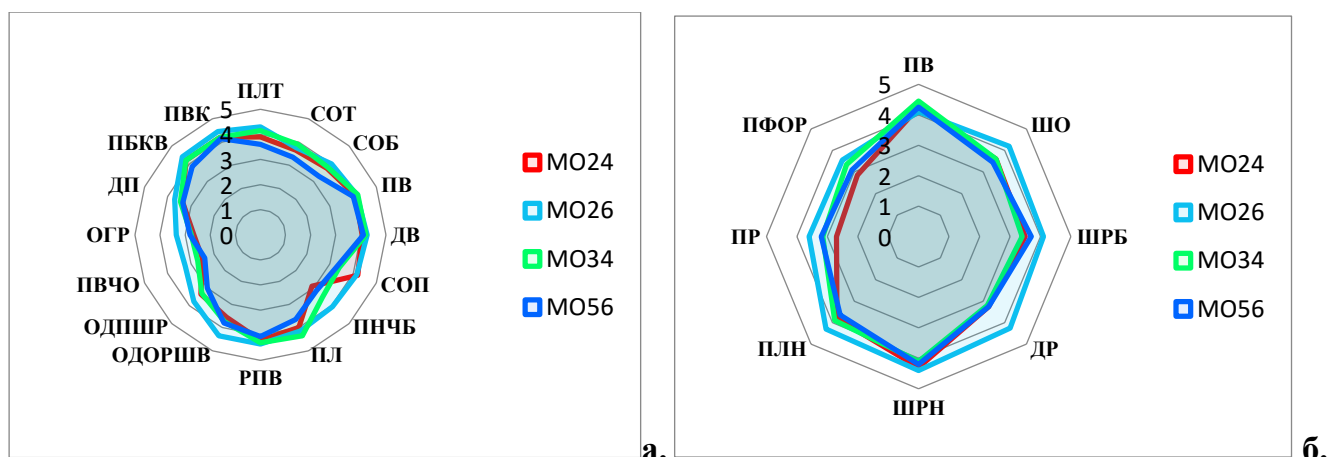 ПЛТ
СОТ
СОБ
ПВ
ДВ
СОП
ПНЧБ
ПЛ
РПВ
ОДОРШВ
ОДПШР
ПВЧО
ОГР
ДП
ПБКВ
ПВК
5
4
3
2
1
0
МО24
МО26
МО34
МО56
а.
ПВ
ШО
ШРБ
ДР
ШРН
ПЛН
ПР
ПФОР
5
4
3
2
1
0
МО24
МО26
МО34
МО56
б.